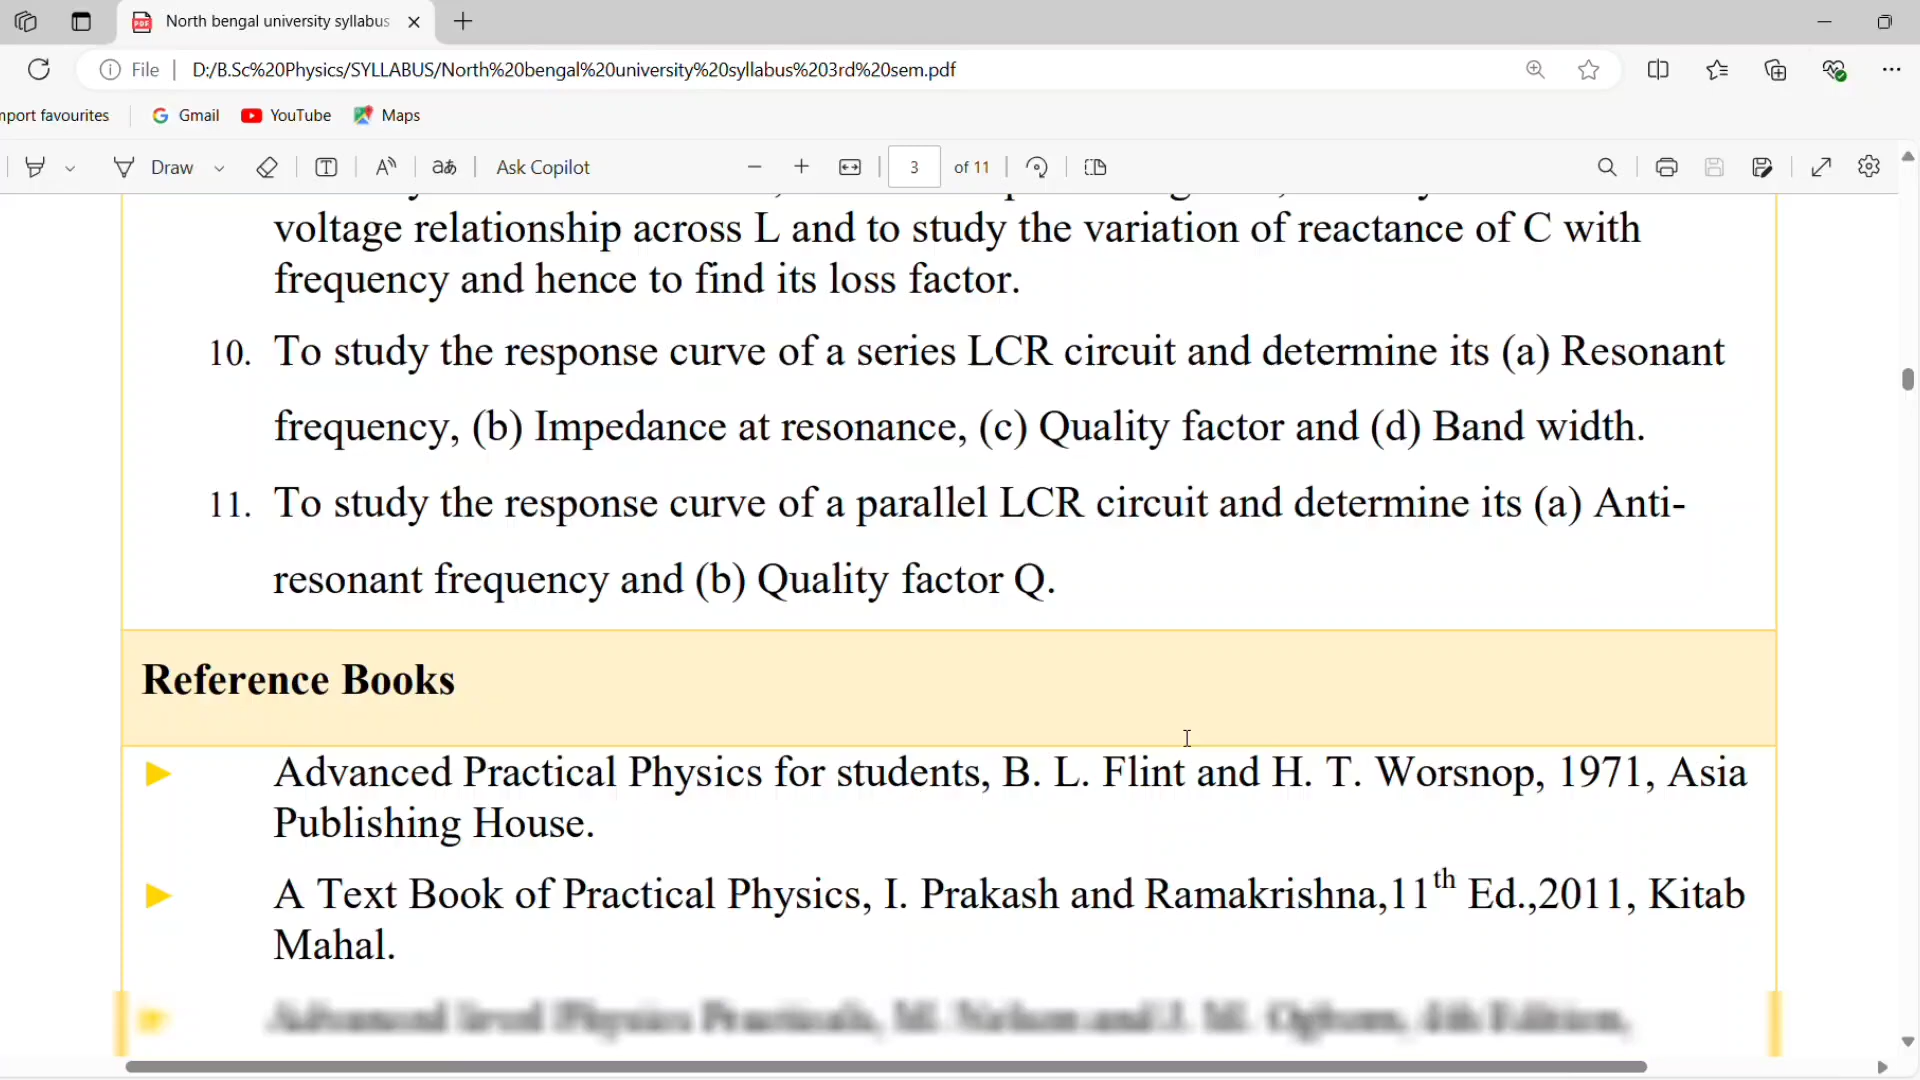 North bengal university syllabus
File
D:/B.Sc%20Physics/SYLLABUS/North%20bengal%20university%20syllabus%203rd%20sem.pdf
mport favourites
Gmail
YouTube
Maps
Draw
aあ
Ask Copilot
3
of 11
voltage relationship across L and to study the variation of reactance of C with
frequency and hence to find its loss factor.
10. To study the response curve of a series LCR circuit and determine its (a) Resonant
frequency, (b) Impedance at resonance, (c) Quality factor and (d) Band width.
11. To study the response curve of a parallel LCR circuit and determine its (a) Anti-
resonant frequency and (b) Quality factor Q.
Reference Books
Advanced Practical Physics for students, B. L. Flint and H. T. Worsnop, 1971, Asia
Publishing House.
A Text Book of Practical Physics, I. Prakash and Ramakrishna,11th Ed.,2011, Kitab
Mahal.